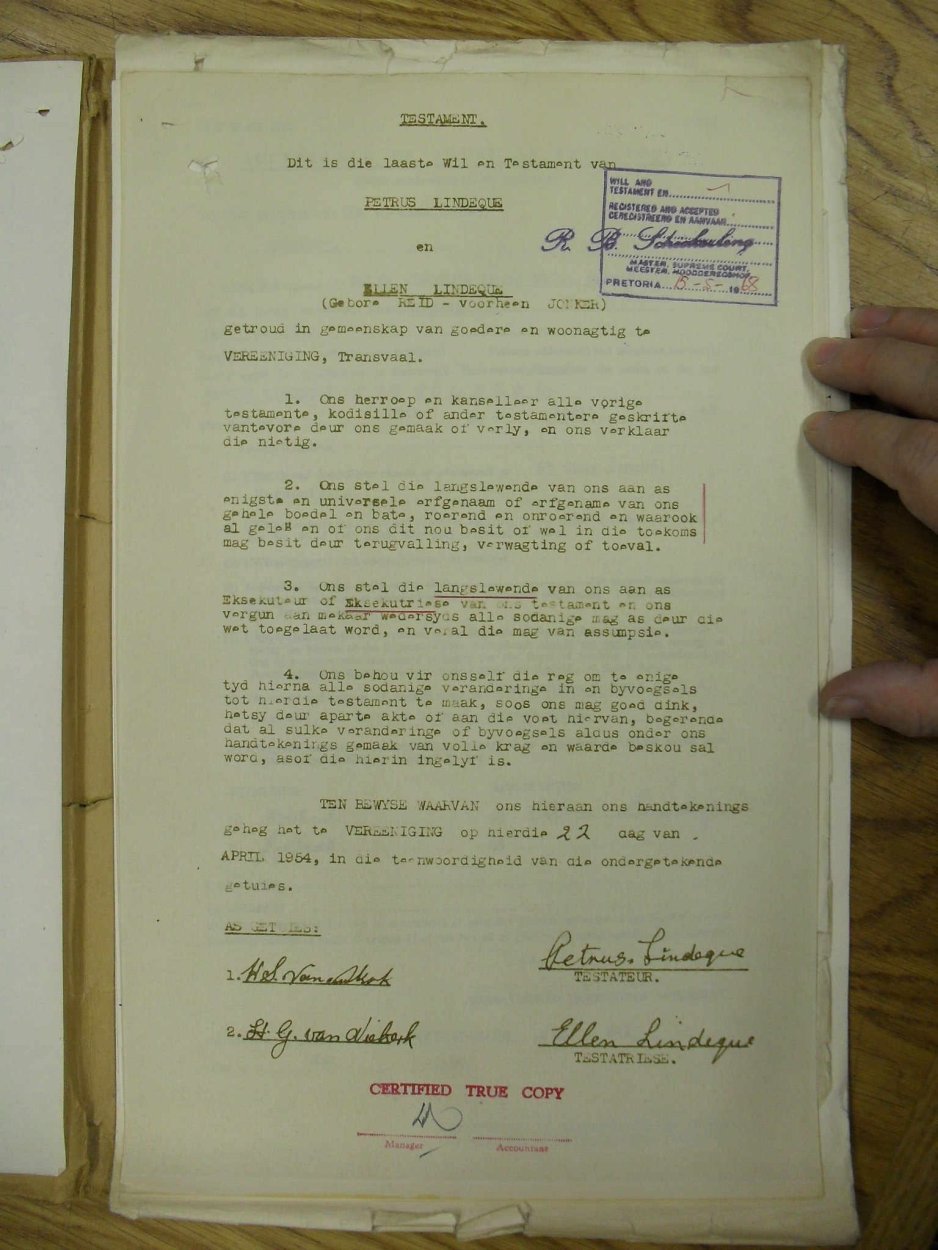 TESTAMENT.
Dit is die laaste Wil en Testament van
PETRUS LINDEQUE
en
ELLEN LINDEQUE
(Gebore REID - voorheen JONKER)
WILL AND
TESTAMENT EN
REGISTERED AND ACCEPTED
GEREGISTREERD EN AANVAAR
R. B.
MASTER, SUPREME COURT,
MEESTER, HOOGGEREGSHOF,
PRETORIA 15-5-1968
getroud in gemeenskap van goedere en woonagtig te
VEREENIGING, Transvaal.
1. Ons herroep en kanselleer alle vorige
testamente, kodisille of ander testamentere geskrifte
vantevore deur ons gemaak of verly, en ons verklaar
die nietig.
2. Ons stel die langslewende van ons aan as
enigste en universele erfgenaam of erfgename van ons
gehele boedel en bate, roerend en onroerend en waarook
al geleë en of ons dit nou besit of wel in die toekoms
mag besit deur terugvalling, verwagting of toeval.
3. Ons stel die langslewende van ons aan as
Eksekuteur of Eksekutriese van ons testament en ons
vergun aan mekaar wedersyds alle sodanige mag as deur die
wet toegelaat word, en veral die mag van assumpsie.
4. Ons behou vir onsself die reg om te enige
tyd hierna alle sodanige veranderinge in en byvoegsels
tot hierdie testament te maak, soos ons mag goed dink,
hetsy deur aparte akte of aan die voet hiervan, begerende
dat al sulke veranderinge of byvoegsels aldus onder ons
handtekenings gemaak van volle krag en waarde beskou sal
word, asof die hierin ingelyf is.
TEN BEWYSE WAARVAN ons hieraan ons handtekenings
geheg het te VEREENIGING op hierdie 22 dag van
APRIL 1954, in die teenwoordigheid van die ondergetekende
getuies.
AS GETUIES:
1.
Petrus. Lindeque
TESTATEUR.
2. H. G. van Niekerk
Ellen Lindeque
TESTATRIESE.
CERTIFIED TRUE COPY
Manager Accountant